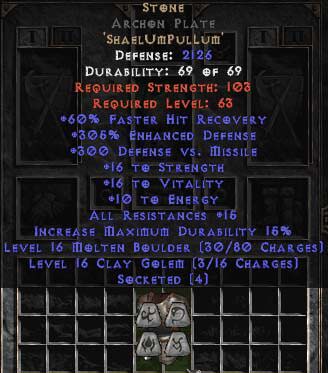 Stone
Archon Plate
'ShaelUmPulLum'
Defense: 2126
Durability: 69 of 69
Required Strength: 103
Required Level: 63
+60% Faster Hit Recovery
+305% Enhanced Defense
+300 Defense vs. Missile
+16 to Strength
+16 to Vitality
+10 to Energy
All Resistances +15
Increase Maximum Durability 15%
Level 16 Molten Boulder (30/80 Charges)
Level 16 Clay Golem (3/16 Charges)
Socketed (4)